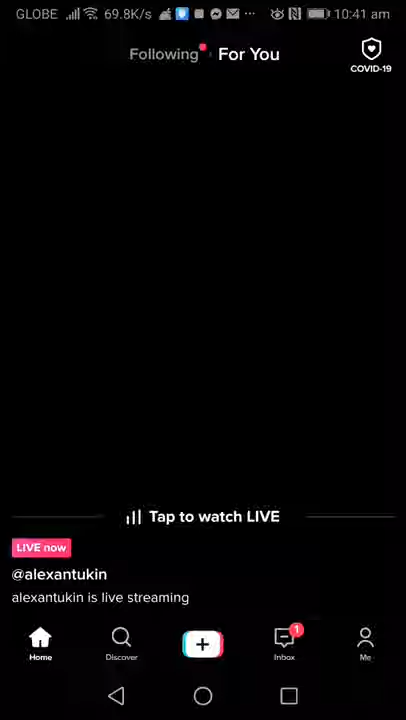 GLOBE 69.8K/s ... 10:41 am
Following For You
COVID-19
Tap to watch LIVE
LIVE now
@alexantukin
alexantukin is live streaming
1
Home Discover Inbox Me